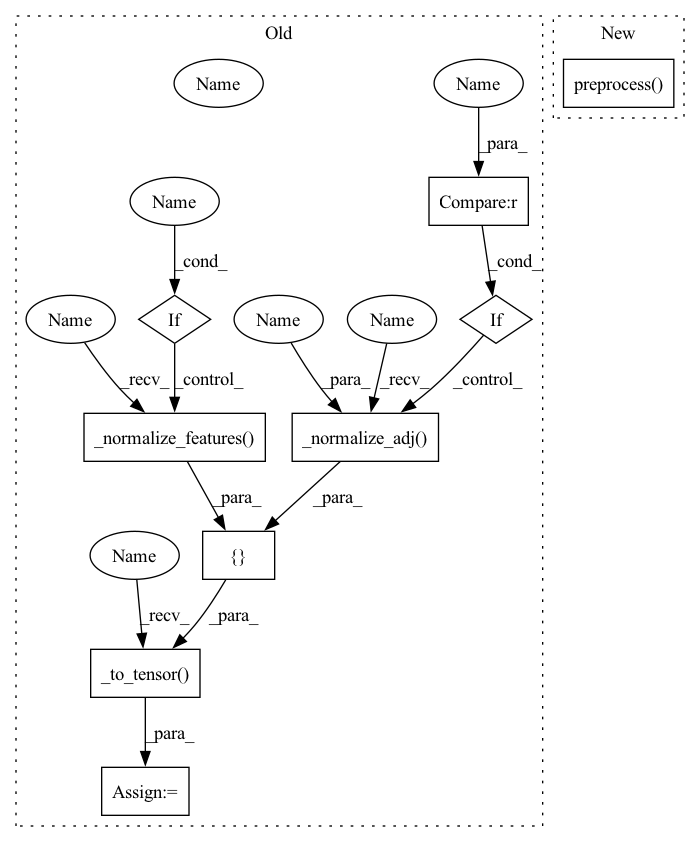 Old
New
Name
Name
preprocess()
_para_
Name
Compare:r
_cond_
_cond_
Name
If
Name
Name
If
_recv_
_control_
_para_
_recv_
_control_
_normalize_features()
_normalize_adj()
_para_
_para_
Name
{}
_recv_
_para_
_to_tensor()
_para_
Assign:=